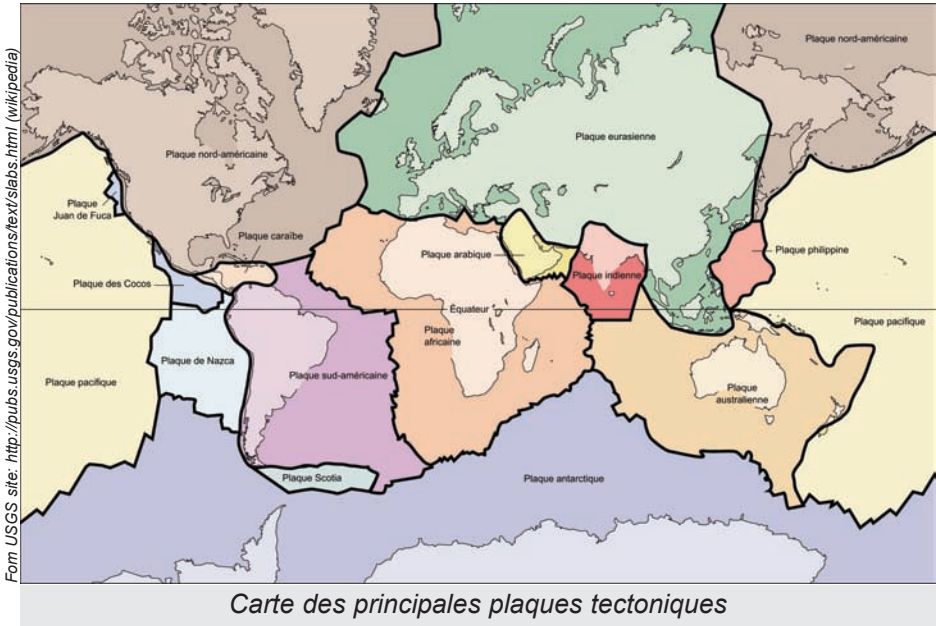 Form USGS site: http://pubs.usgs.gov/publications/text/slabs.html (wikipedia)
Plaque nord-américaine
Plaque nord-américaine
Plaque eurasienne
Plaque
Juan de Fuca
Plaque caraïbe
Plaque arabique
Plaque indienne
Plaque philippine
Plaque des Cocos
Équateur
Plaque
africaine
Plaque pacifique
Plaque de Nazca
Plaque pacifique
Plaque sud-américaine
Plaque
australienne
Plaque Scotia
Plaque antarctique
Carte des principales plaques tectoniques